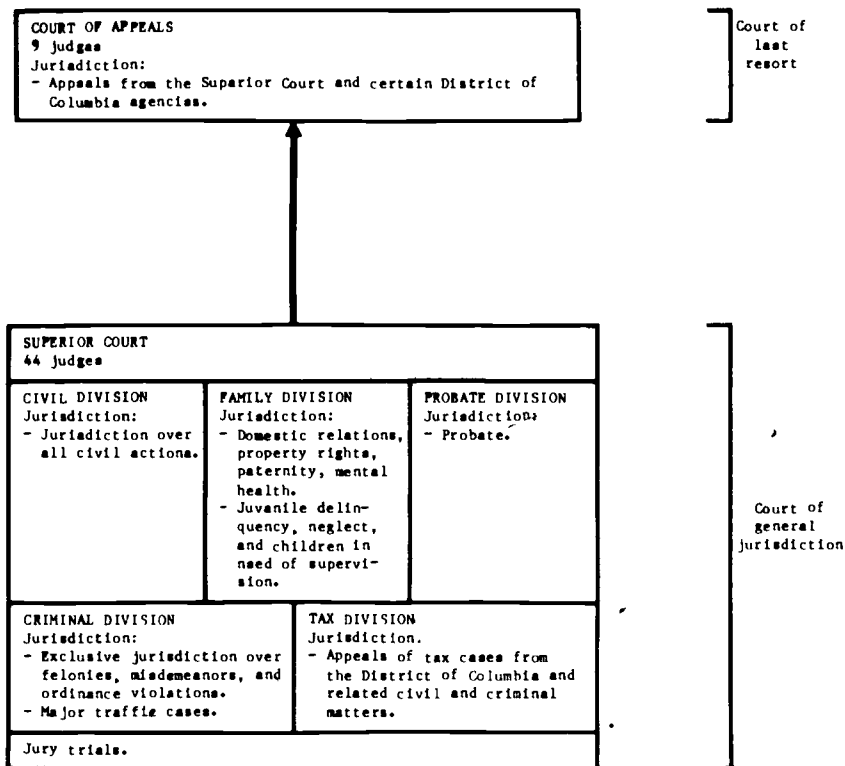 COURT OF APPEALS
9 judges
Jurisdiction:
- Appeals from the Superior Court and certain District of
Columbia agencies.
Court of
last
resort
SUPERIOR COURT
44 judges
CIVIL DIVISION
Jurisdiction:
- Jurisdiction over
all civil actions.
FAMILY DIVISION
Jurisdiction:
- Domestic relations,
property rights,
paternity, mental
health.
- Juvenile delin-
quency, neglect,
and children in
need of supervi-
sion.
PROBATE DIVISION
Jurisdiction:
- Probate.
Court of
general
jurisdiction
CRIMINAL DIVISION
Jurisdiction:
- Exclusive jurisdiction over
felonies, misdemeanors, and
ordinance violations.
- Major traffic cases.
TAX DIVISION
Jurisdiction.
- Appeals of tax cases from
the District of Columbia and
related civil and criminal
matters.
Jury trials.